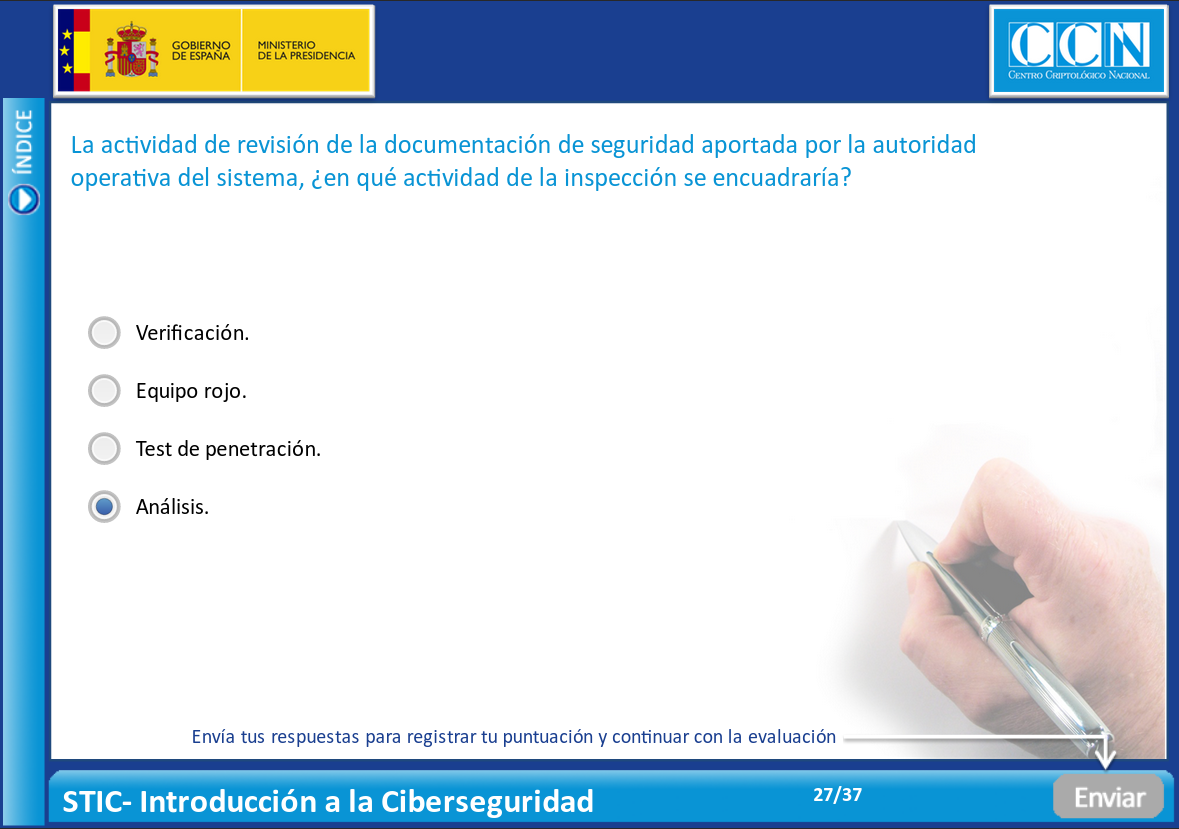 GOBIERNO
DE ESPAÑA
MINISTERIO
DE LA PRESIDENCIA
CCN
CENTRO CRIPTOLÓGICO NACIONAL
ÍNDICE
La actividad de revisión de la documentación de seguridad aportada por la autoridad
operativa del sistema, ¿en qué actividad de la inspección se encuadraría?
Verificación.
Equipo rojo.
Test de penetración.
Análisis.
Envía tus respuestas para registrar tu puntuación y continuar con la evaluación
STIC- Introducción a la Ciberseguridad
27/37
Enviar